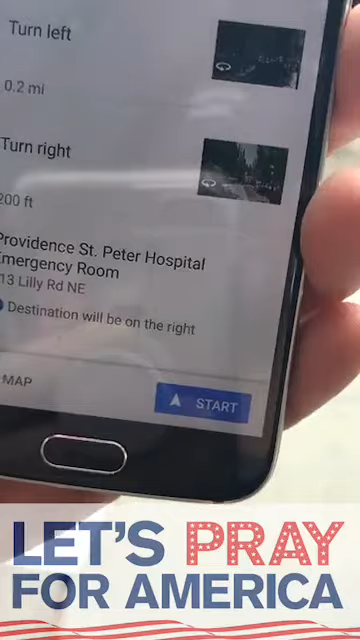 Turn left
0.2 mi
Turn right
200 ft
Providence St. Peter Hospital
Emergency Room
13 Lilly Rd NE
Destination will be on the right
MAP
START
LET'S PRAY
FOR AMERICA